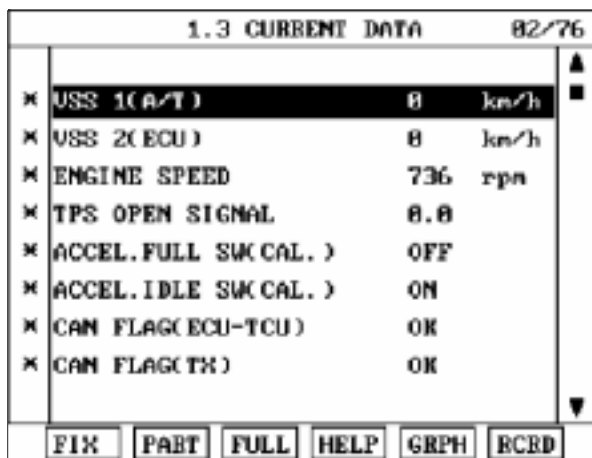 1.3 CURRENT DATA 02/76
* VSS 1(A/T) 0 km/h
* VSS 2(ECU) 0 km/h
* ENGINE SPEED 736 rpm
* TPS OPEN SIGNAL 0.0
* ACCEL.FULL SW(CAL.) OFF
* ACCEL.IDLE SW(CAL.) ON
* CAN FLAG(ECU-TCU) OK
* CAN FLAG(TX) OK
FIX PART FULL HELP GRPH RCRD